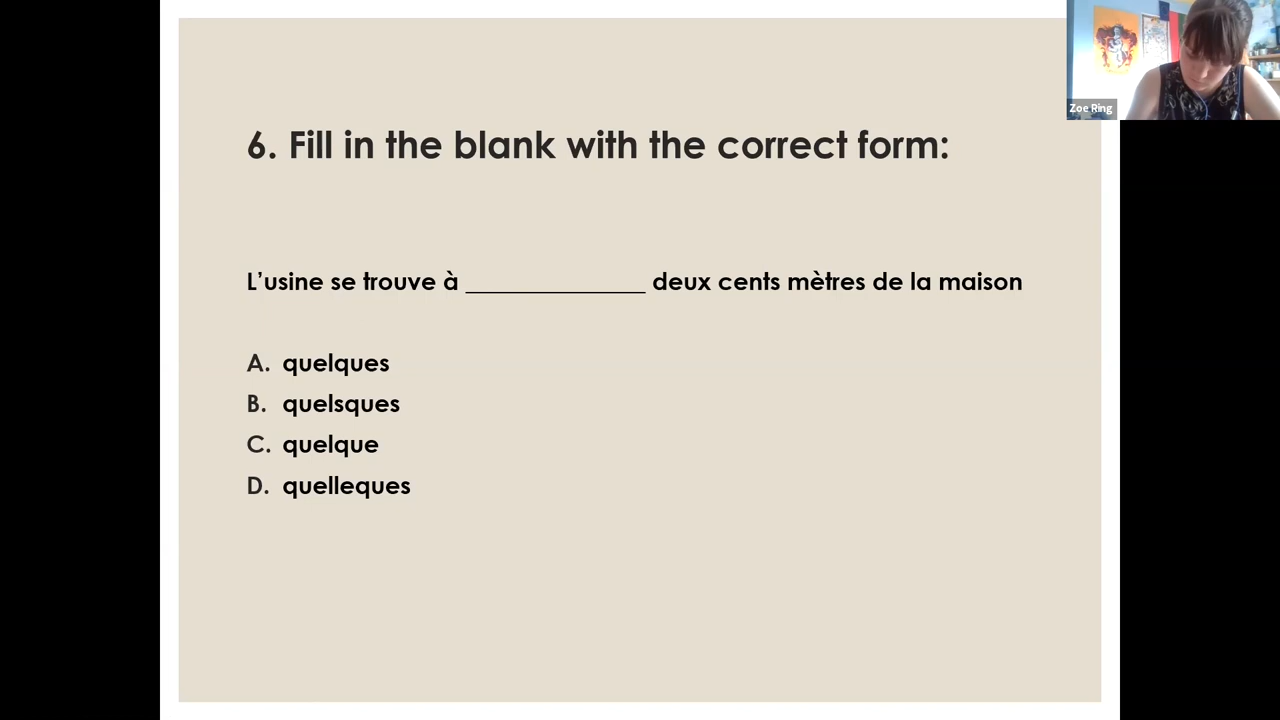 Zoe Ring
6. Fill in the blank with the correct form:
L’usine se trouve à ______________ deux cents mètres de la maison
A. quelques
B. quelsques
C. quelque
D. quelleques